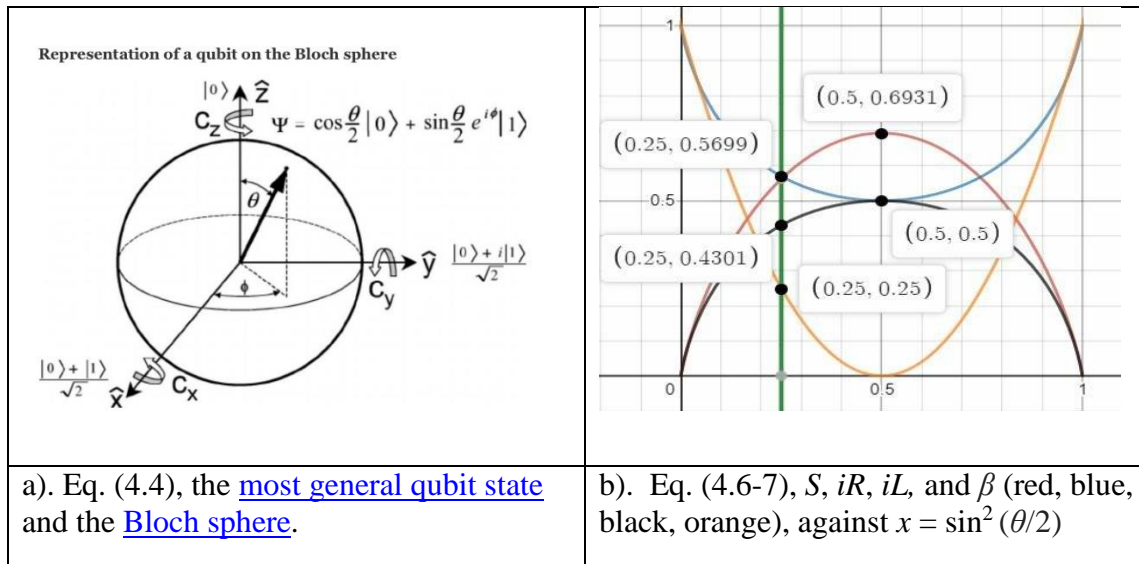 Representation of a qubit on the Bloch sphere
|0⟩ ẑ
C_z Ψ = cos θ/2 |0⟩ + sin θ/2 e^{iϕ} |1⟩
θ
ŷ |0⟩ + i|1⟩ / √2
ϕ
C_y
|0⟩ + |1⟩ / √2
x̂ C_x
1
(0.5, 0.6931)
(0.25, 0.5699)
0.5
(0.5, 0.5)
(0.25, 0.4301)
(0.25, 0.25)
0 0.5 1
a). Eq. (4.4), the most general qubit state
and the Bloch sphere.
b). Eq. (4.6-7), S, iR, iL, and β (red, blue,
black, orange), against x = sin² (θ/2)